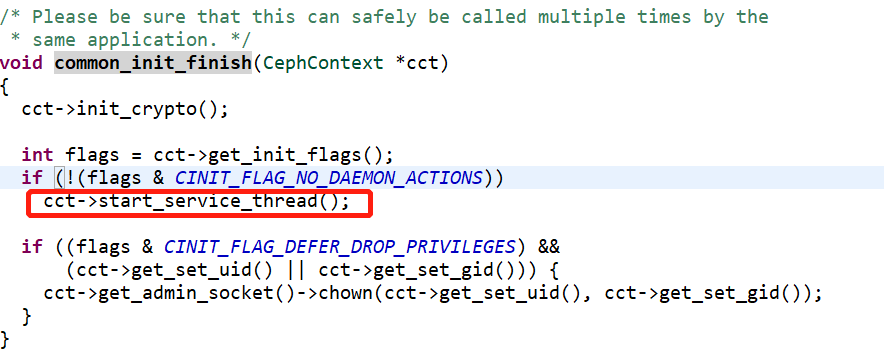 /* Please be sure that this can safely be called multiple times by the
 * same application. */
void common_init_finish(CephContext *cct)
{
  cct->init_crypto();

  int flags = cct->get_init_flags();
  if (!(flags & CINIT_FLAG_NO_DAEMON_ACTIONS))
    cct->start_service_thread();

  if ((flags & CINIT_FLAG_DEFER_DROP_PRIVILEGES) &&
      (cct->get_set_uid() || cct->get_set_gid())) {
    cct->get_admin_socket()->chown(cct->get_set_uid(), cct->get_set_gid());
  }
}